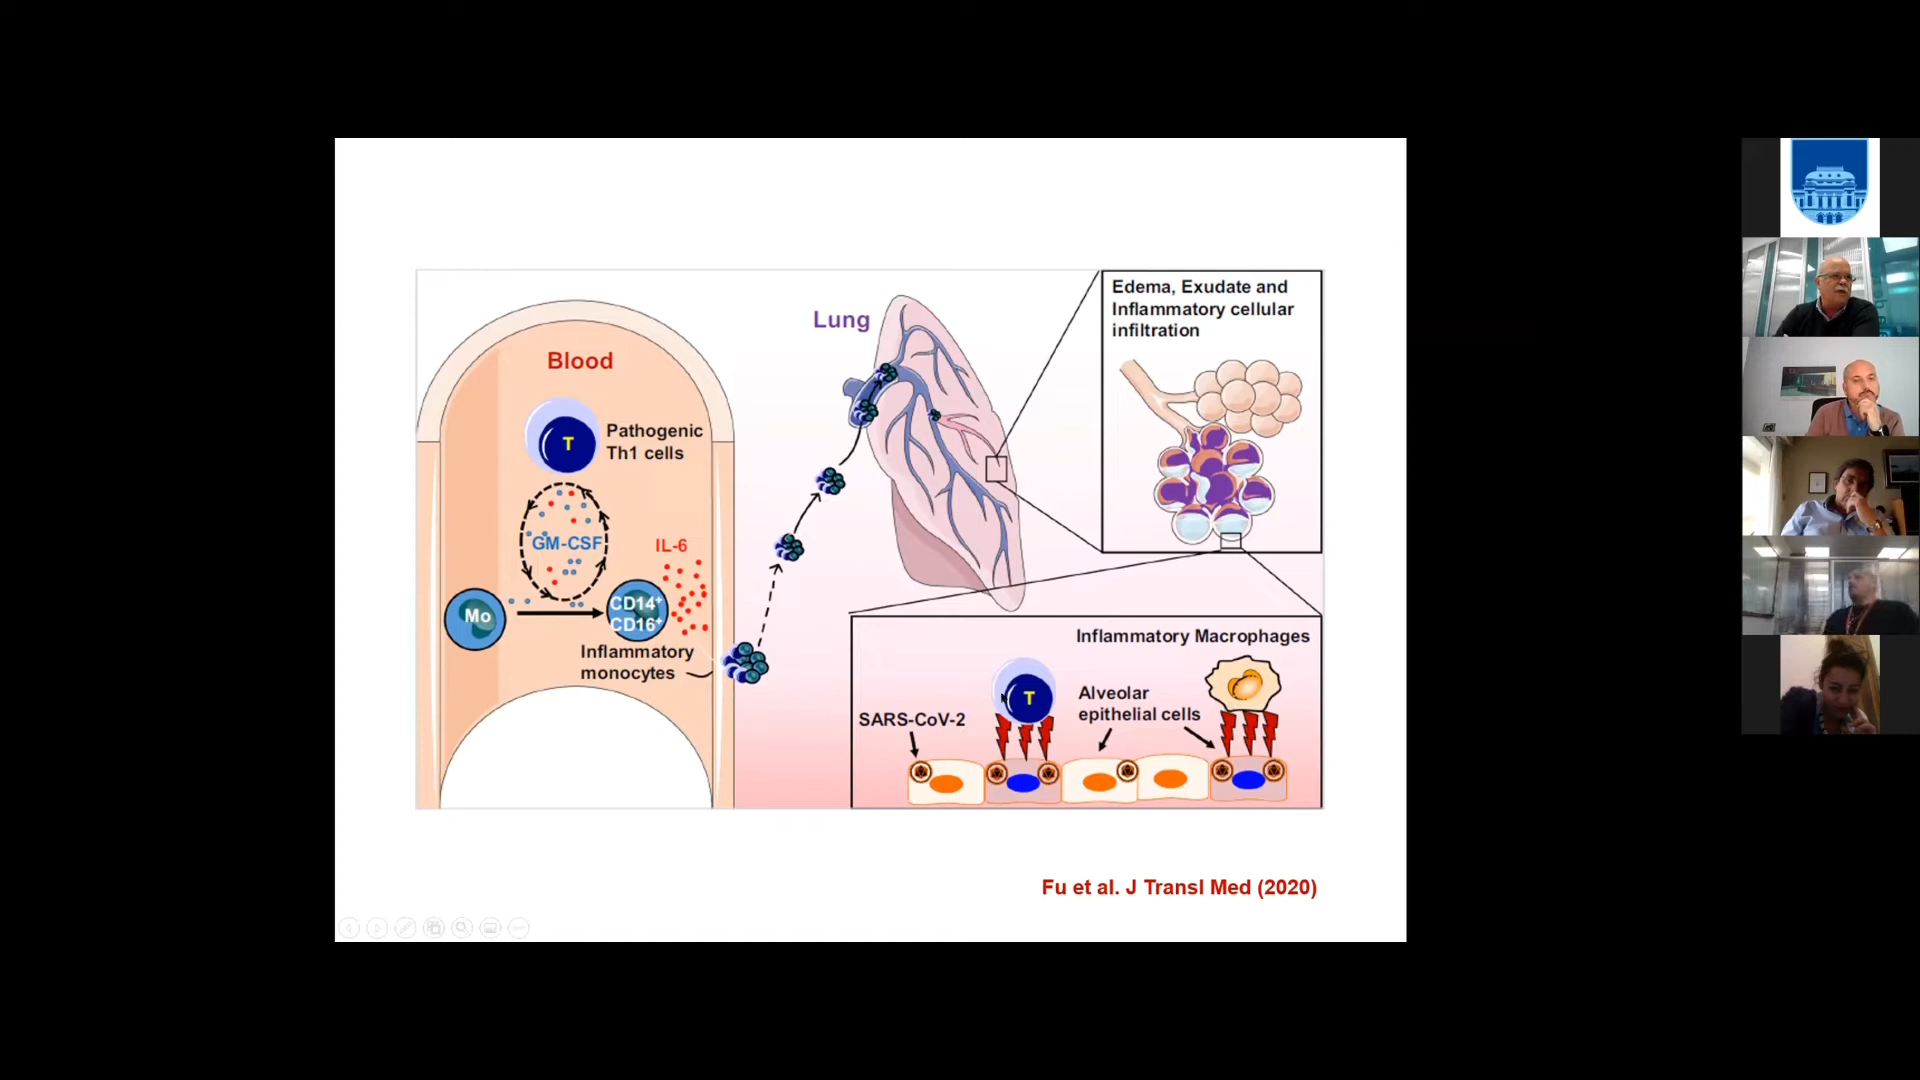 Blood
T
Pathogenic
Th1 cells
GM-CSF
IL-6
Mo
CD14+
CD16+
Inflammatory
monocytes
Lung
Edema, Exudate and
Inflammatory cellular
infiltration
Inflammatory Macrophages
T
Alveolar
epithelial cells
SARS-CoV-2
Fu et al. J Transl Med (2020)